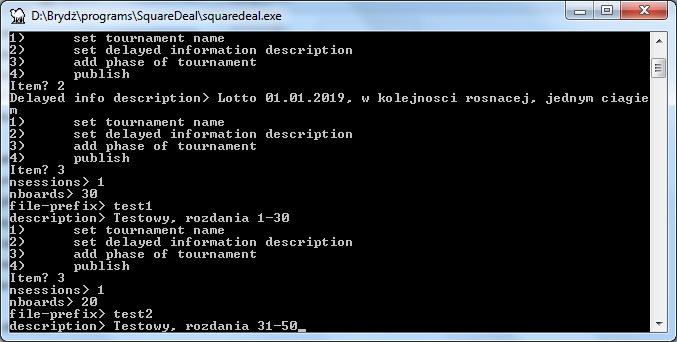 D:\Brydż\programs\SquareDeal\squaredeal.exe
1)      set tournament name
2)      set delayed information description
3)      add phase of tournament
4)      publish
Item? 2
Delayed info description> Lotto 01.01.2019, w kolejnosci rosnacej, jednym ciagie
m
1)      set tournament name
2)      set delayed information description
3)      add phase of tournament
4)      publish
Item? 3
nsessions> 1
nboards> 30
file-prefix> test1
description> Testowy, rozdania 1-30
1)      set tournament name
2)      set delayed information description
3)      add phase of tournament
4)      publish
Item? 3
nsessions> 1
nboards> 20
file-prefix> test2
description> Testowy, rozdania 31-50_